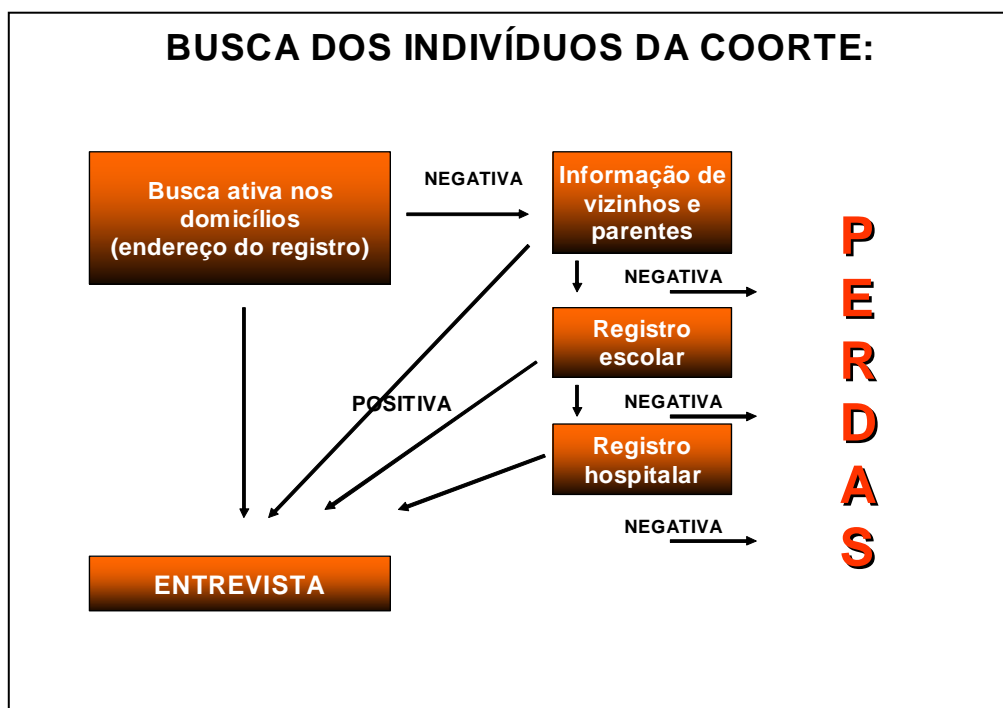 BUSCA DOS INDIVÍDUOS DA COORTE:
Busca ativa nos
domicílios
(endereço do registro)
NEGATIVA
Informação de
vizinhos e
parentes
NEGATIVA
Registro
escolar
POSITIVA
NEGATIVA
Registro
hospitalar
NEGATIVA
ENTREVISTA
P
E
R
D
A
S